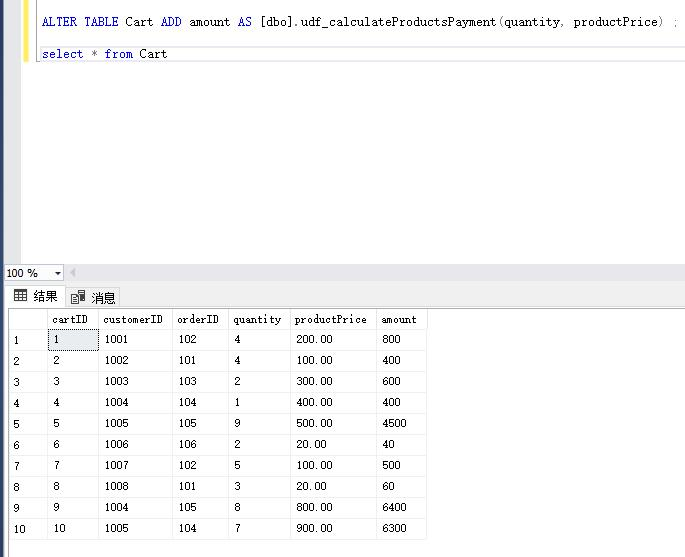 ALTER TABLE Cart ADD amount AS [dbo].udf_calculateProductsPayment(quantity, productPrice) ;
select * from Cart
100 %
结果 消息
cartID customerID orderID quantity productPrice amount
1 1 1001 102 4 200.00 800
2 2 1002 101 4 100.00 400
3 3 1003 103 2 300.00 600
4 4 1004 104 1 400.00 400
5 5 1005 105 9 500.00 4500
6 6 1006 106 2 20.00 40
7 7 1007 102 5 100.00 500
8 8 1008 101 3 20.00 60
9 9 1004 105 8 800.00 6400
10 10 1005 104 7 900.00 6300